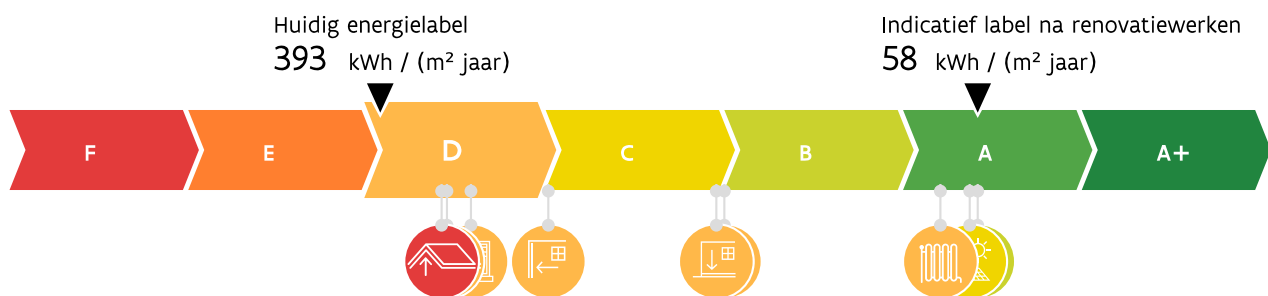 Huidig energielabel
393 kWh / (m² jaar)
Indicatief label na renovatiewerken
58 kWh / (m² jaar)
F E D C B A A+